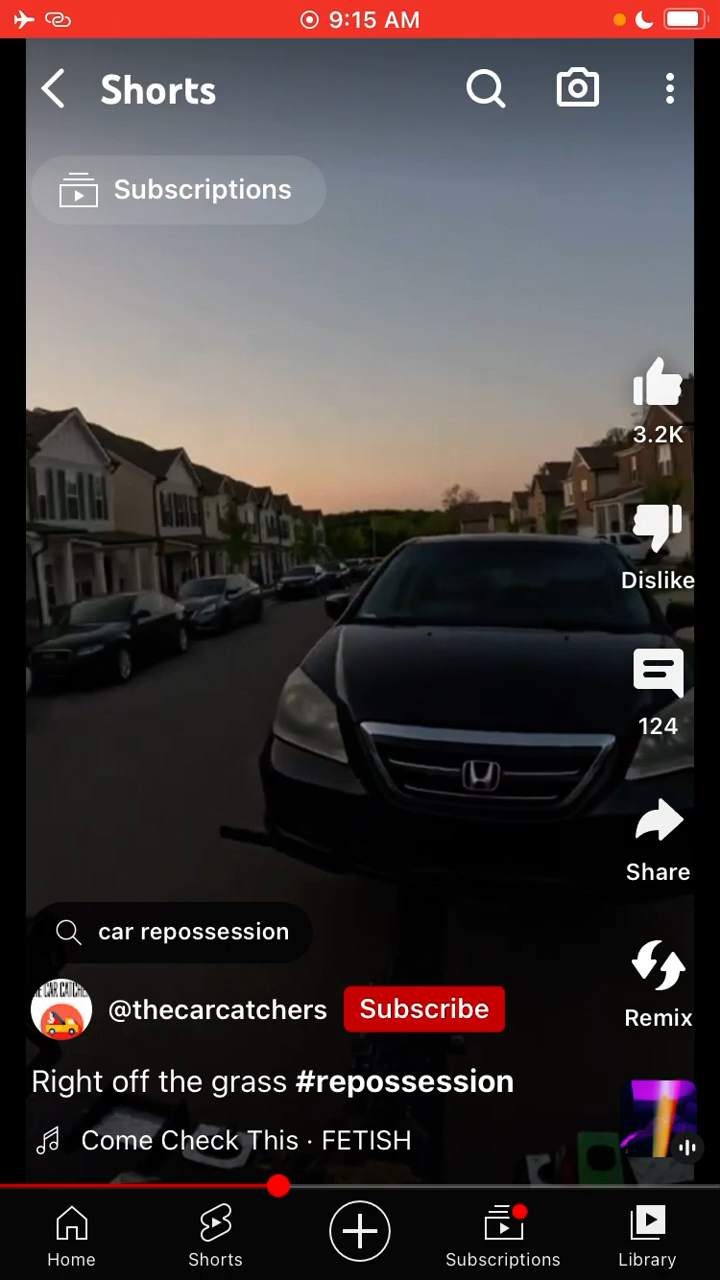 9:15 AM
Shorts
Subscriptions
3.2K
Dislike
124
Share
car repossession
@thecarcatchers
Subscribe
Remix
Right off the grass #repossession
Come Check This · FETISH
Home
Shorts
Subscriptions
Library